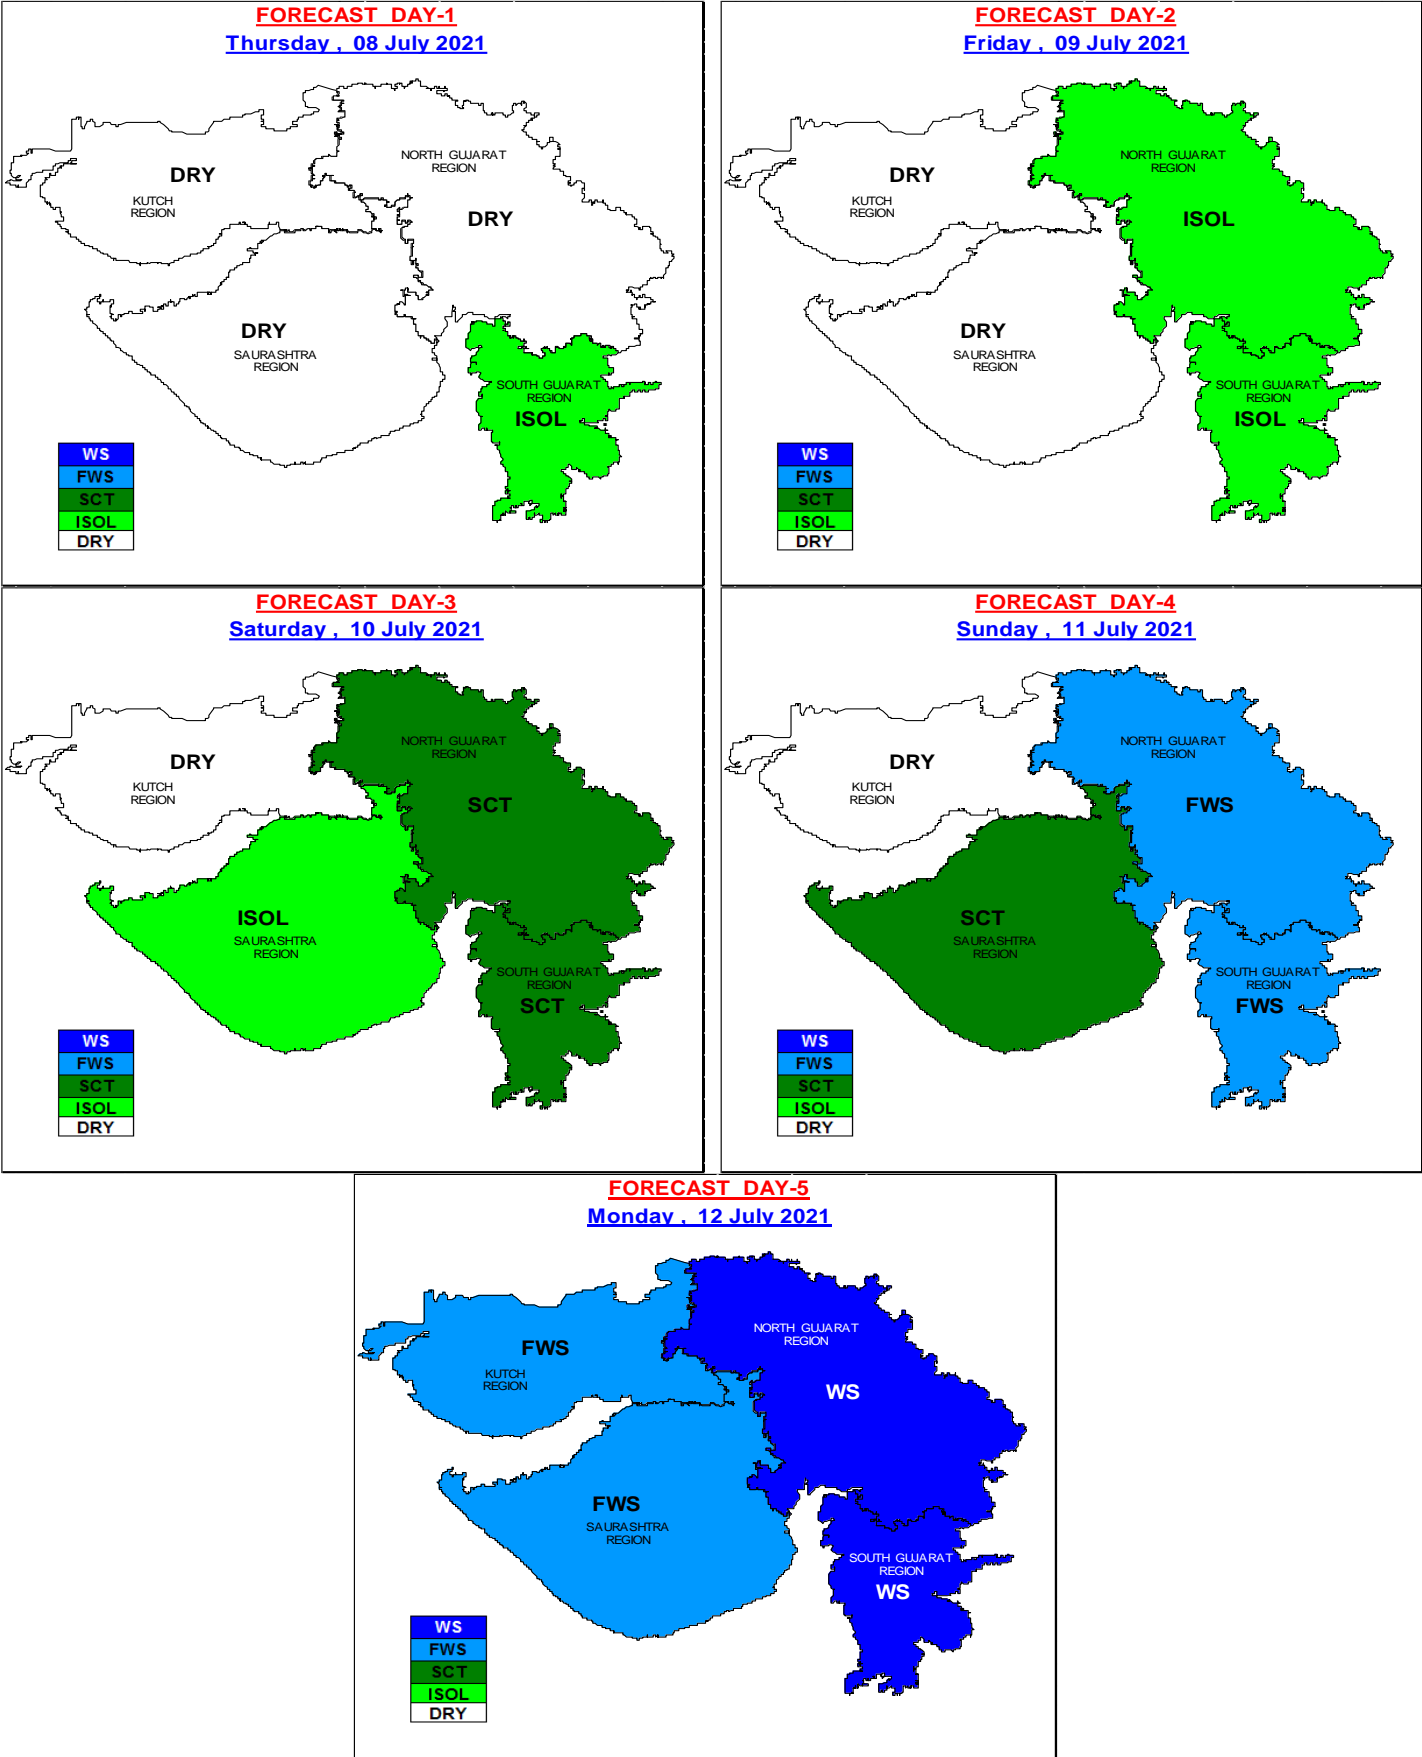 FORECAST DAY-1
Thursday , 08 July 2021
DRY
KUTCH
REGION
NORTH GUJARAT
REGION
DRY
DRY
SAURASHTRA
REGION
SOUTH GUJARAT
REGION
ISOL
WS
FWS
SCT
ISOL
DRY
FORECAST DAY-2
Friday , 09 July 2021
DRY
KUTCH
REGION
NORTH GUJARAT
REGION
ISOL
DRY
SAURASHTRA
REGION
SOUTH GUJARAT
REGION
ISOL
WS
FWS
SCT
ISOL
DRY
FORECAST DAY-3
Saturday , 10 July 2021
DRY
KUTCH
REGION
NORTH GUJARAT
REGION
SCT
ISOL
SAURASHTRA
REGION
SOUTH GUJARAT
REGION
SCT
WS
FWS
SCT
ISOL
DRY
FORECAST DAY-4
Sunday , 11 July 2021
DRY
KUTCH
REGION
NORTH GUJARAT
REGION
FWS
SCT
SAURASHTRA
REGION
SOUTH GUJARAT
REGION
FWS
WS
FWS
SCT
ISOL
DRY
FORECAST DAY-5
Monday , 12 July 2021
FWS
KUTCH
REGION
NORTH GUJARAT
REGION
WS
FWS
SAURASHTRA
REGION
SOUTH GUJARAT
REGION
WS
WS
FWS
SCT
ISOL
DRY